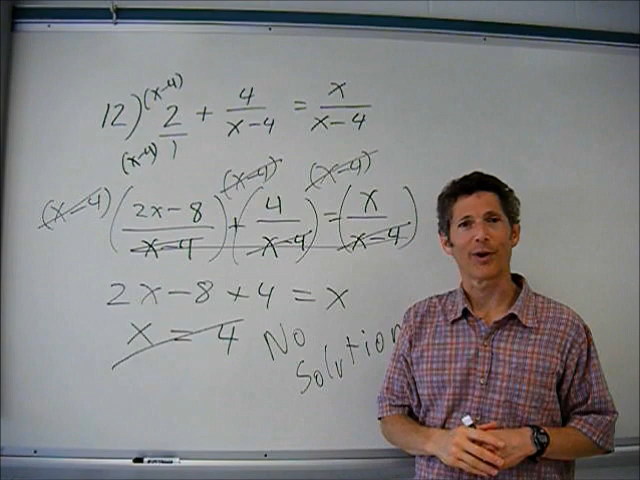 12) (x-4) 2/1 (x-4) + 4/(x-4) = x/(x-4)
(x-4) ((2x-8)/(x-4)) + (x-4) (4/(x-4)) = (x-4) (x/(x-4))
2x-8+4=x
x=4 No Solution